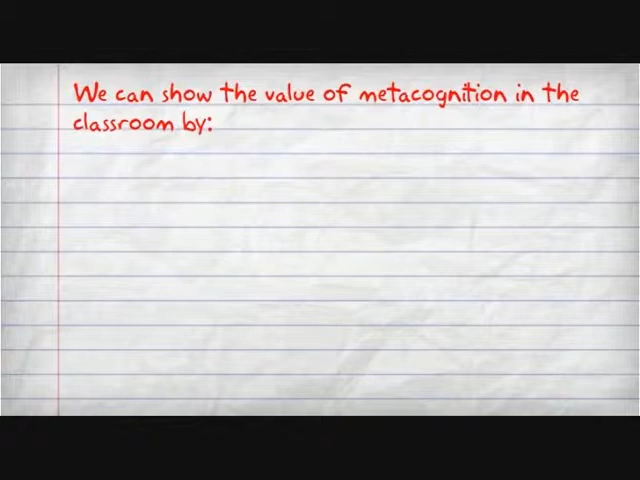 We can show the value of metacognition in the
classroom by: